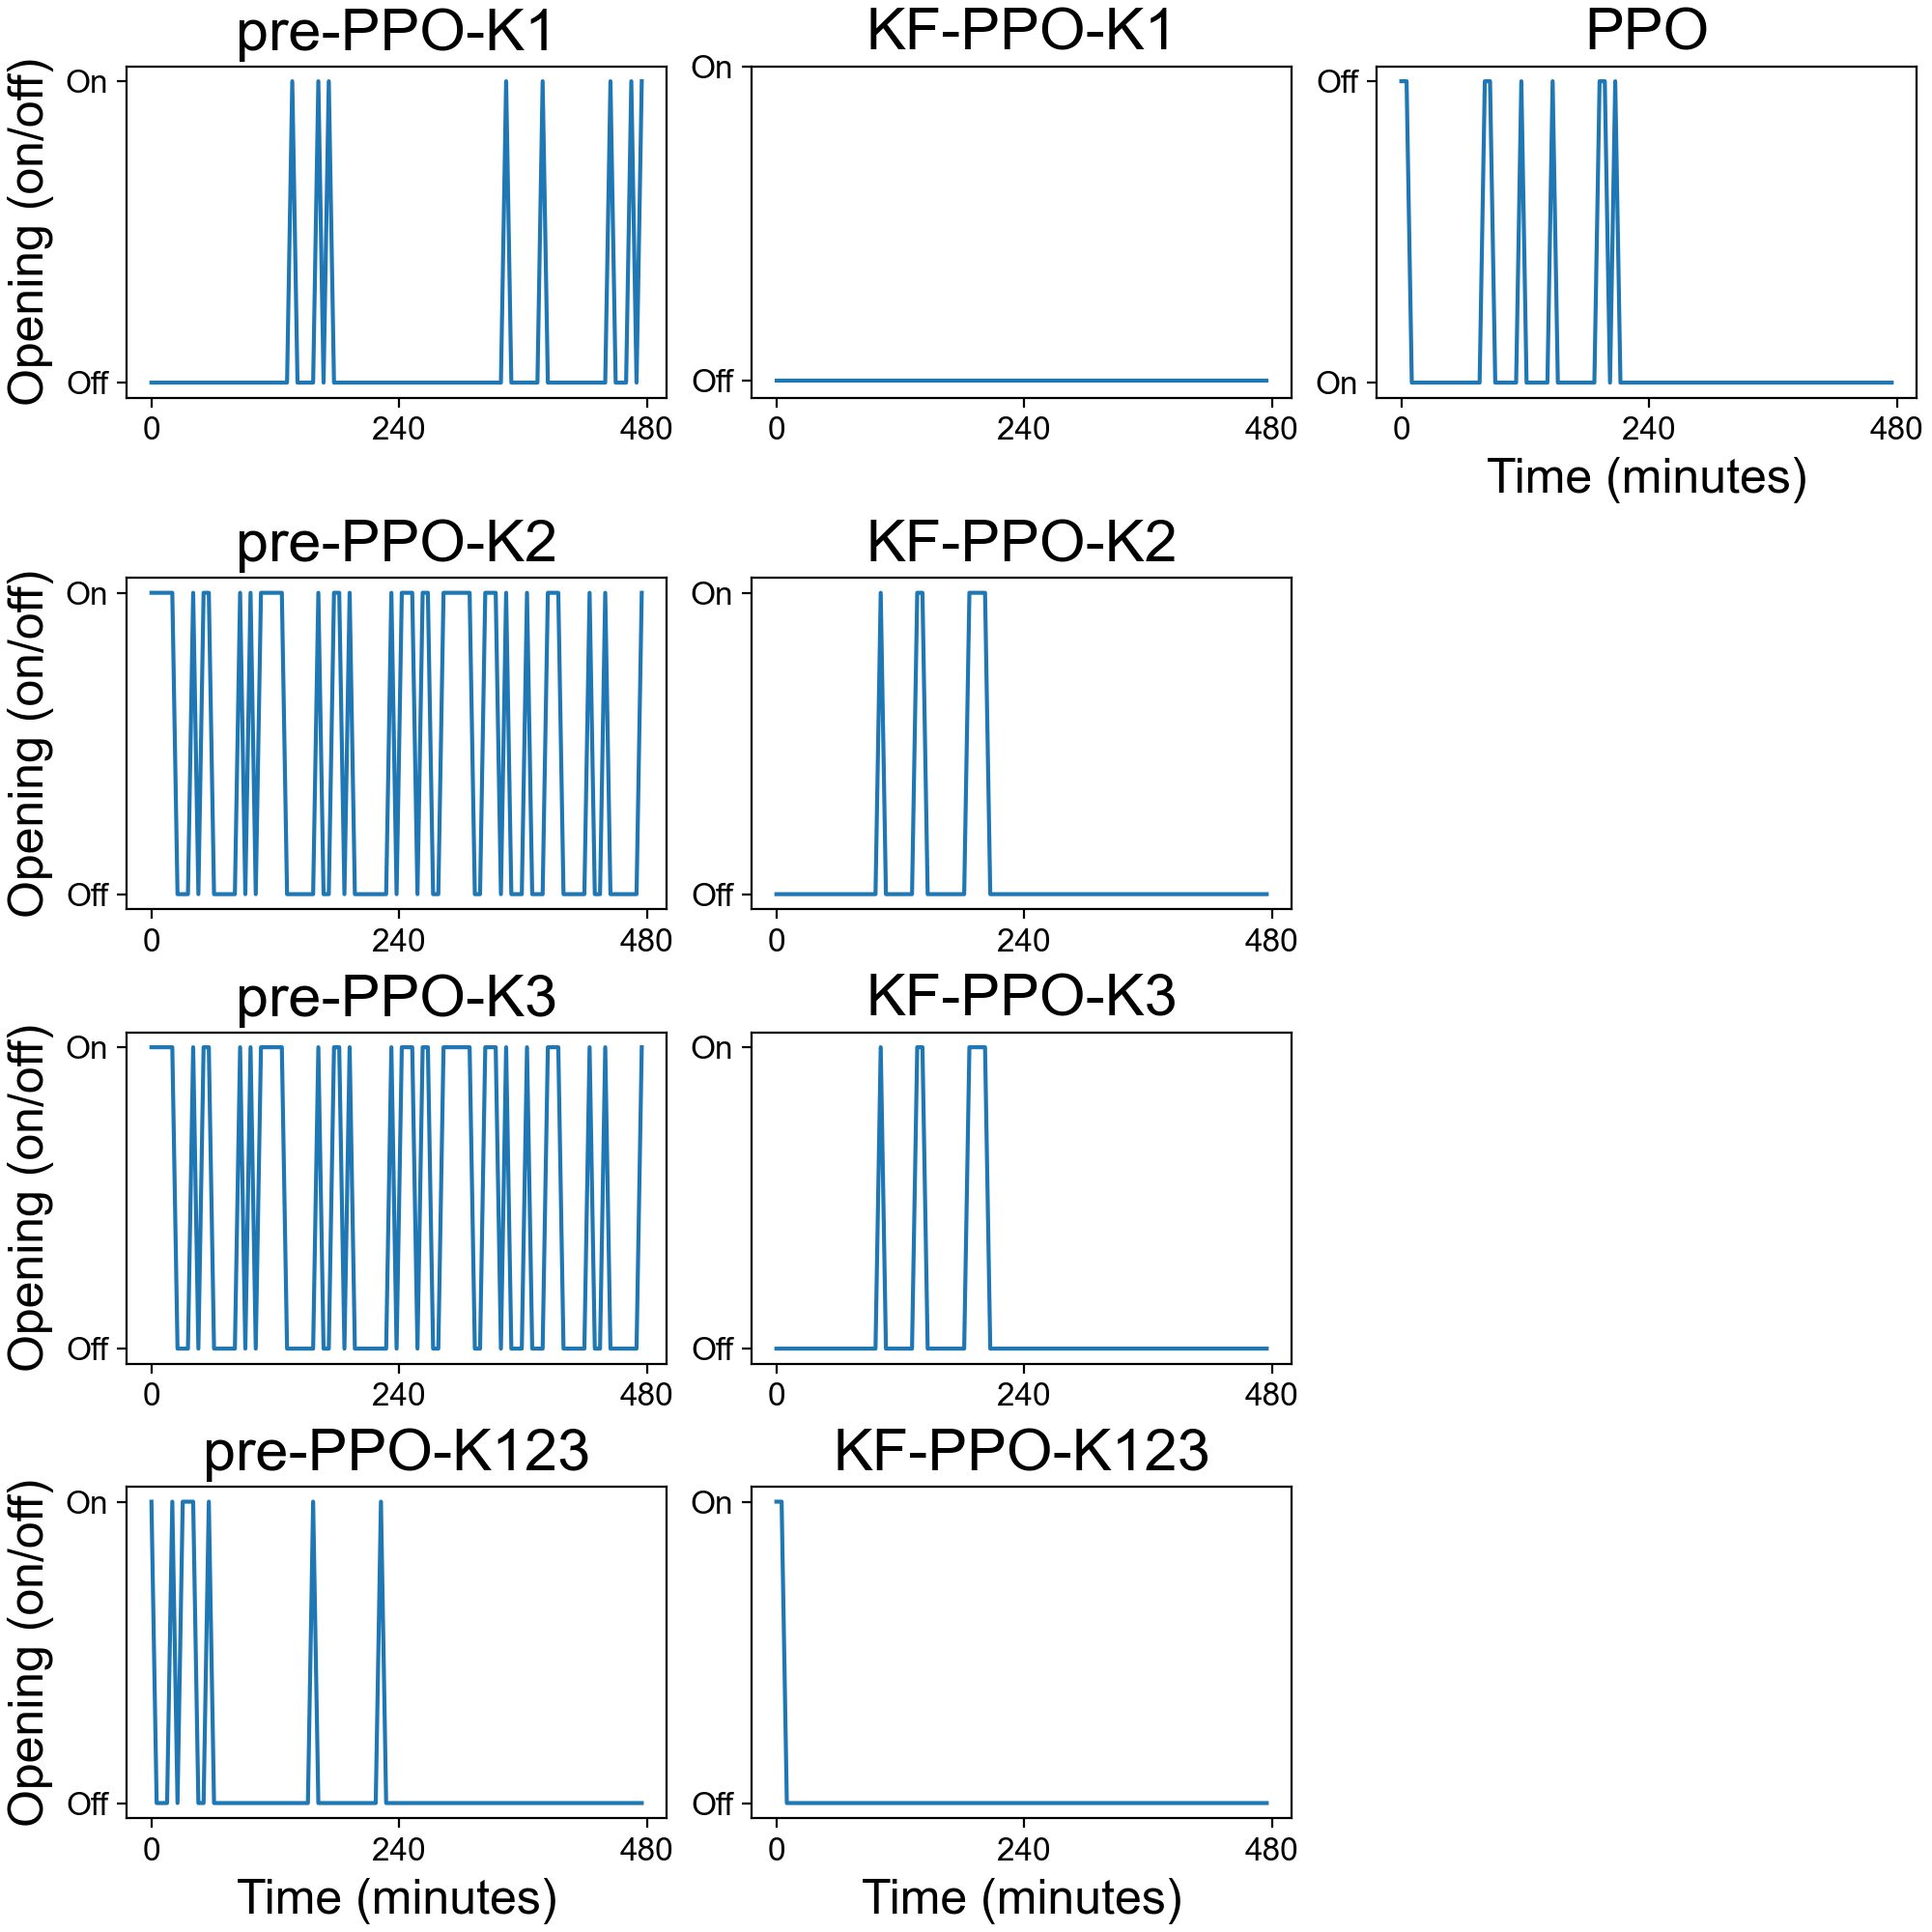 pre-PPO-K1
KF-PPO-K1
PPO
Opening (on/off)
On
Off
0 240 480
On
Off
0 240 480
Off
On
0 240 480
Time (minutes)
pre-PPO-K2
KF-PPO-K2
Opening (on/off)
On
Off
0 240 480
On
Off
0 240 480
pre-PPO-K3
KF-PPO-K3
Opening (on/off)
On
Off
0 240 480
On
Off
0 240 480
pre-PPO-K123
KF-PPO-K123
Opening (on/off)
On
Off
0 240 480
Time (minutes)
On
Off
0 240 480
Time (minutes)